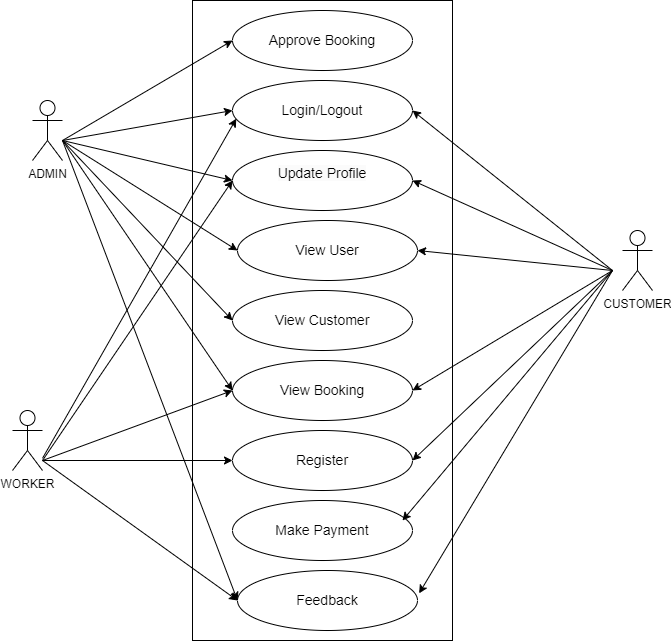 Approve Booking
Login/Logout
ADMIN
Update Profile
View User
CUSTOMER
View Customer
View Booking
Register
WORKER
Make Payment
Feedback